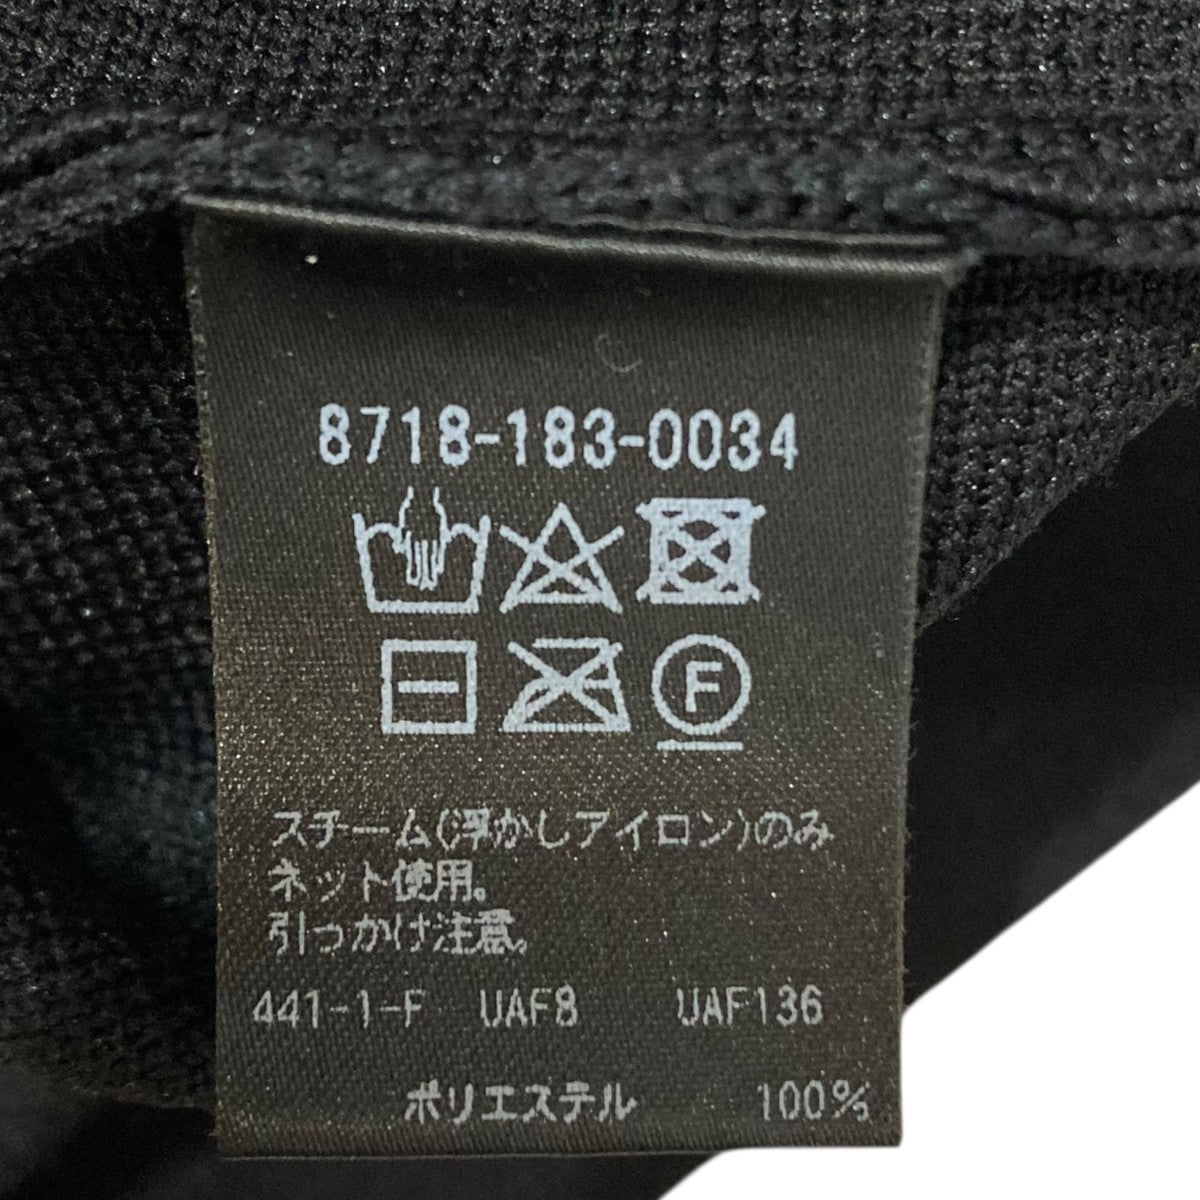 8718-183-0034
F
スチーム(浮かしアイロン)のみ
ネット使用。
引っかけ注意。
441-1-F UAF8 UAF136
ポリエステル 100%